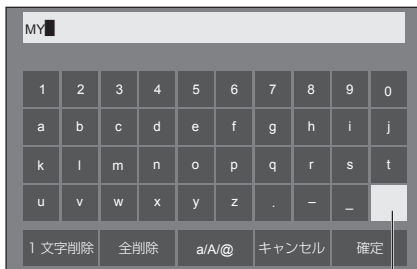 MY
1 2 3 4 5 6 7 8 9 0
a b c d e f g h i j
k l m n o p q r s t
u v w x y z . – _
1 文字削除 全削除 a/A/@ キャンセル 確定